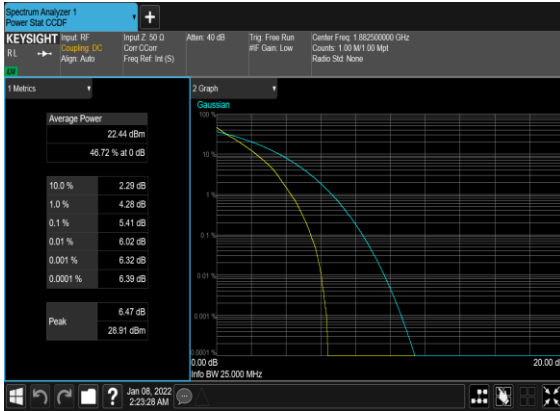 Spectrum Analyzer 1
Power Stat CCDF
+
KEYSIGHT
RL
Input: RF
Coupling: DC
Align: Auto
Input Z: 50 Ω
Corr CCorr
Freq Ref: Int (S)
Atten: 40 dB
Trig: Free Run
#IF Gain: Low
Center Freq: 1.882500000 GHz
Counts: 1.00 M/1.00 Mpt
Radio Std: None
1 Metrics
Average Power
22.44 dBm
46.72 % at 0 dB
10.0 % 2.29 dB
1.0 % 4.28 dB
0.1 % 5.41 dB
0.01 % 6.02 dB
0.001 % 6.32 dB
0.0001 % 6.39 dB
Peak
6.47 dB
28.91 dBm
2 Graph
Gaussian
100 %
10 %
1 %
0.1 %
0.01 %
0.001 %
0.0001 %
0.00 dB
20.00 d
Info BW 25.000 MHz
?
Jan 08, 2022
2:23:28 AM